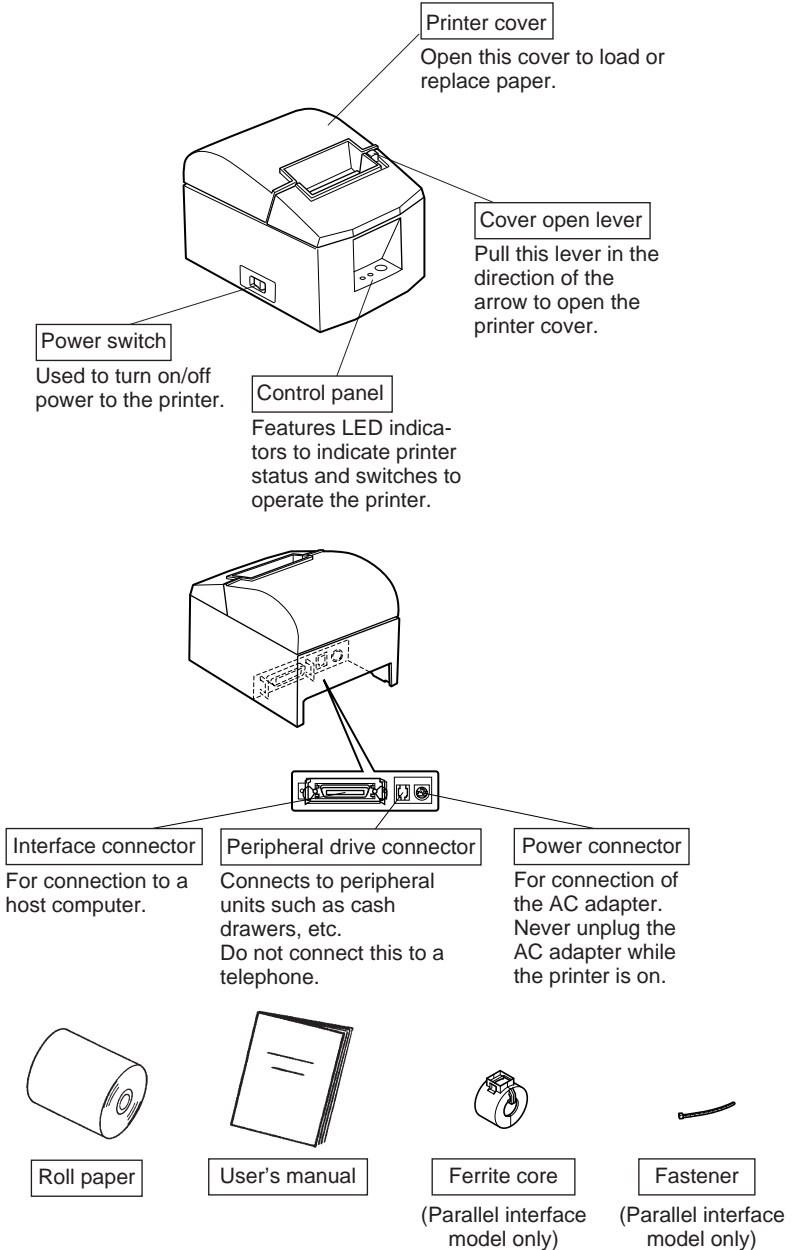 Printer cover
Open this cover to load or
replace paper.
Cover open lever
Pull this lever in the
direction of the
arrow to open the
printer cover.
Power switch
Used to turn on/off
power to the printer.
Control panel
Features LED indica-
tors to indicate printer
status and switches to
operate the printer.
Interface connector
For connection to a
host computer.
Peripheral drive connector
Connects to peripheral
units such as cash
drawers, etc.
Do not connect this to a
telephone.
Power connector
For connection of
the AC adapter.
Never unplug the
AC adapter while
the printer is on.
Roll paper
User's manual
Ferrite core
(Parallel interface
model only)
Fastener
(Parallel interface
model only)